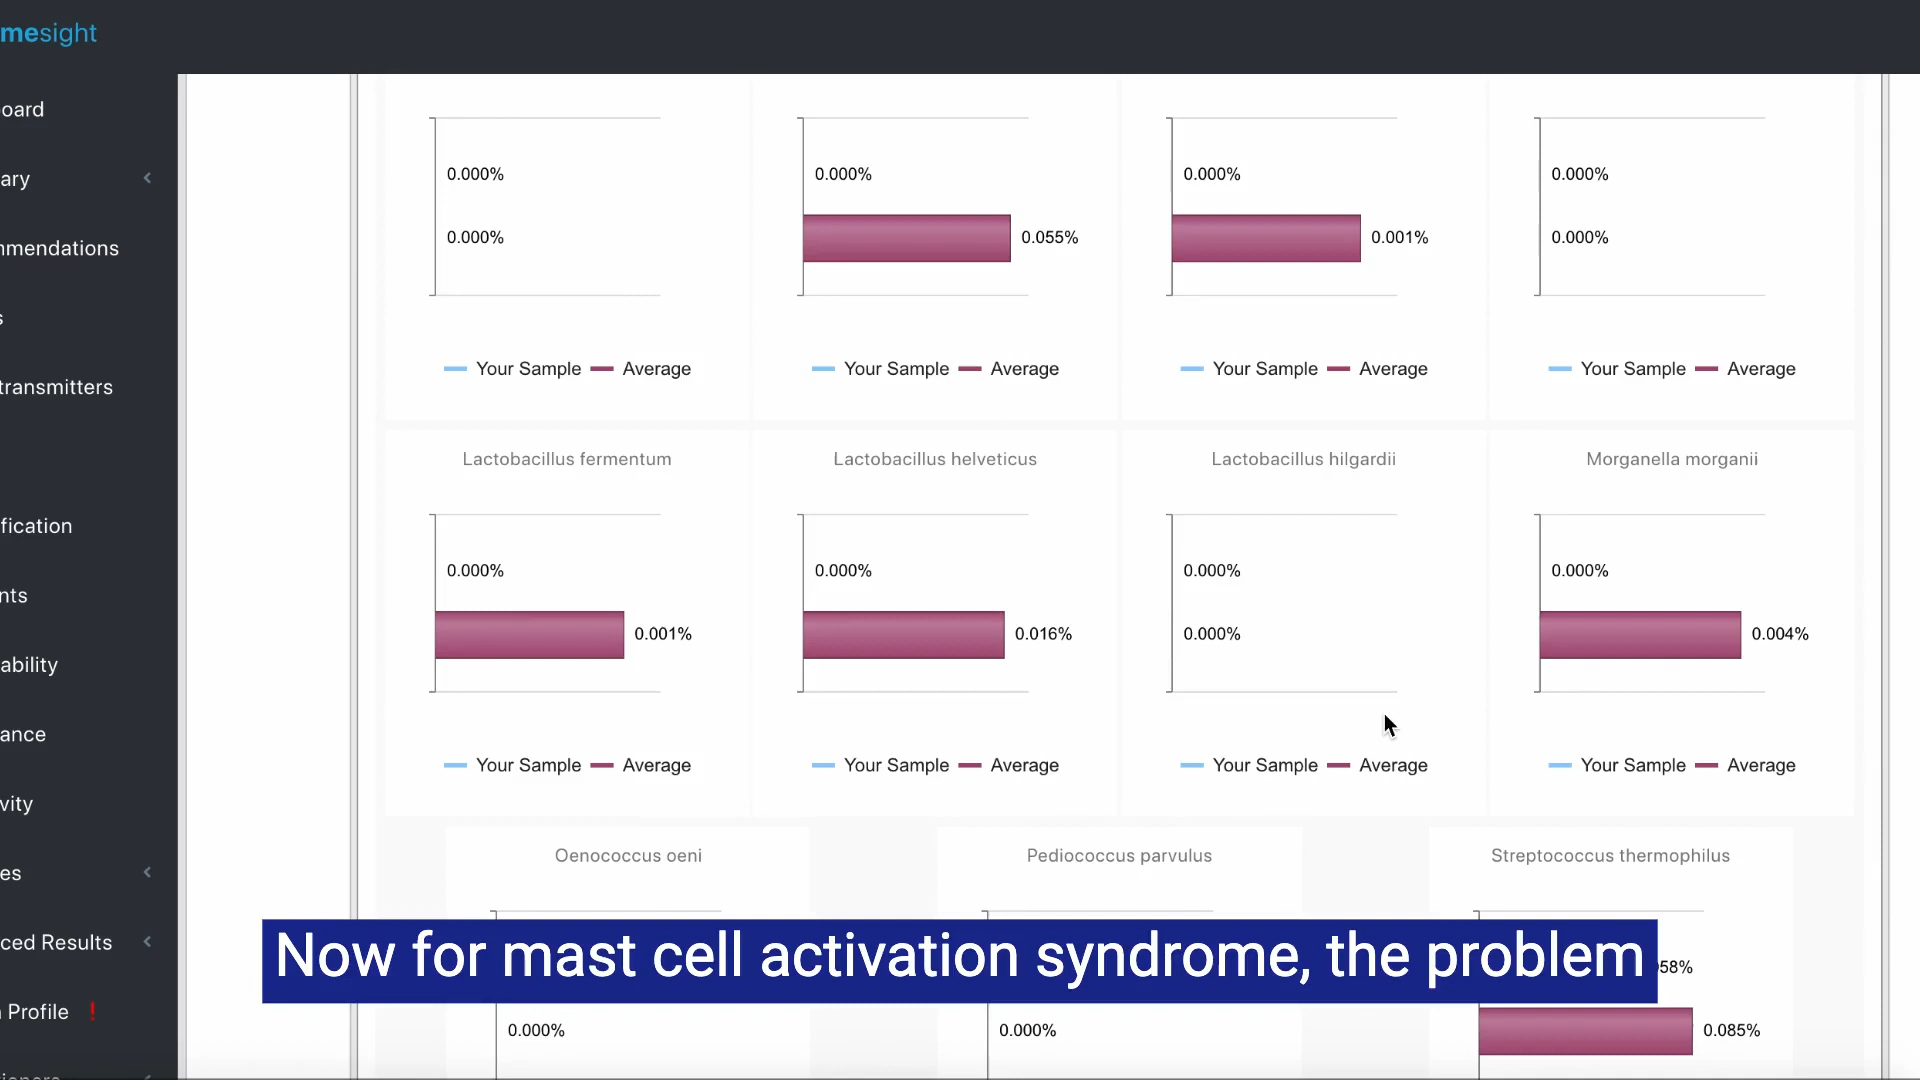 mesight
oard
ary
mmendations
s
transmitters
fication
nts
ability
ance
vity
es
ced Results
Profile !
0.000%
0.000%
Your Sample Average
0.000%
0.055%
Your Sample Average
0.000%
0.001%
Your Sample Average
0.000%
0.000%
Your Sample Average
Lactobacillus fermentum
0.000%
0.001%
Your Sample Average
Lactobacillus helveticus
0.000%
0.016%
Your Sample Average
Lactobacillus hilgardii
0.000%
0.000%
Your Sample Average
Morganella morganii
0.000%
0.004%
Your Sample Average
Oenococcus oeni
0.000%
Pediococcus parvulus
0.000%
Streptococcus thermophilus
58%
0.085%
Now for mast cell activation syndrome, the problem